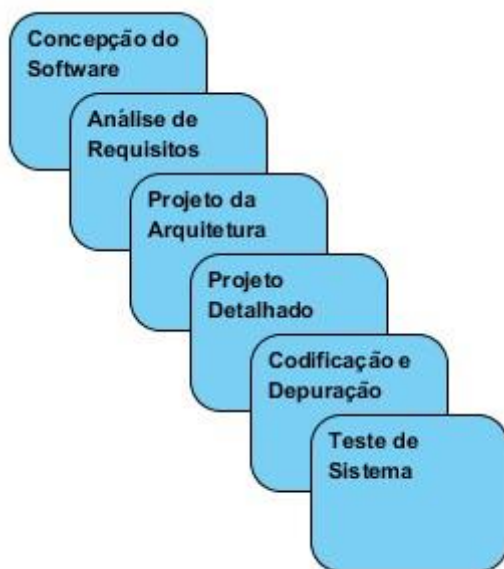 Concepção do
Software
Análise de
Requisitos
Projeto da
Arquitetura
Projeto
Detalhado
Codificação e
Depuração
Teste de
Sistema